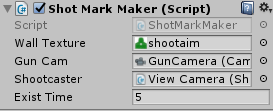 Shot Mark Maker (Script)
Script ShotMarkMaker
Wall Texture shootaim
Gun Cam GunCamera (Cam
Shootcaster View Camera (Sh
Exist Time 5